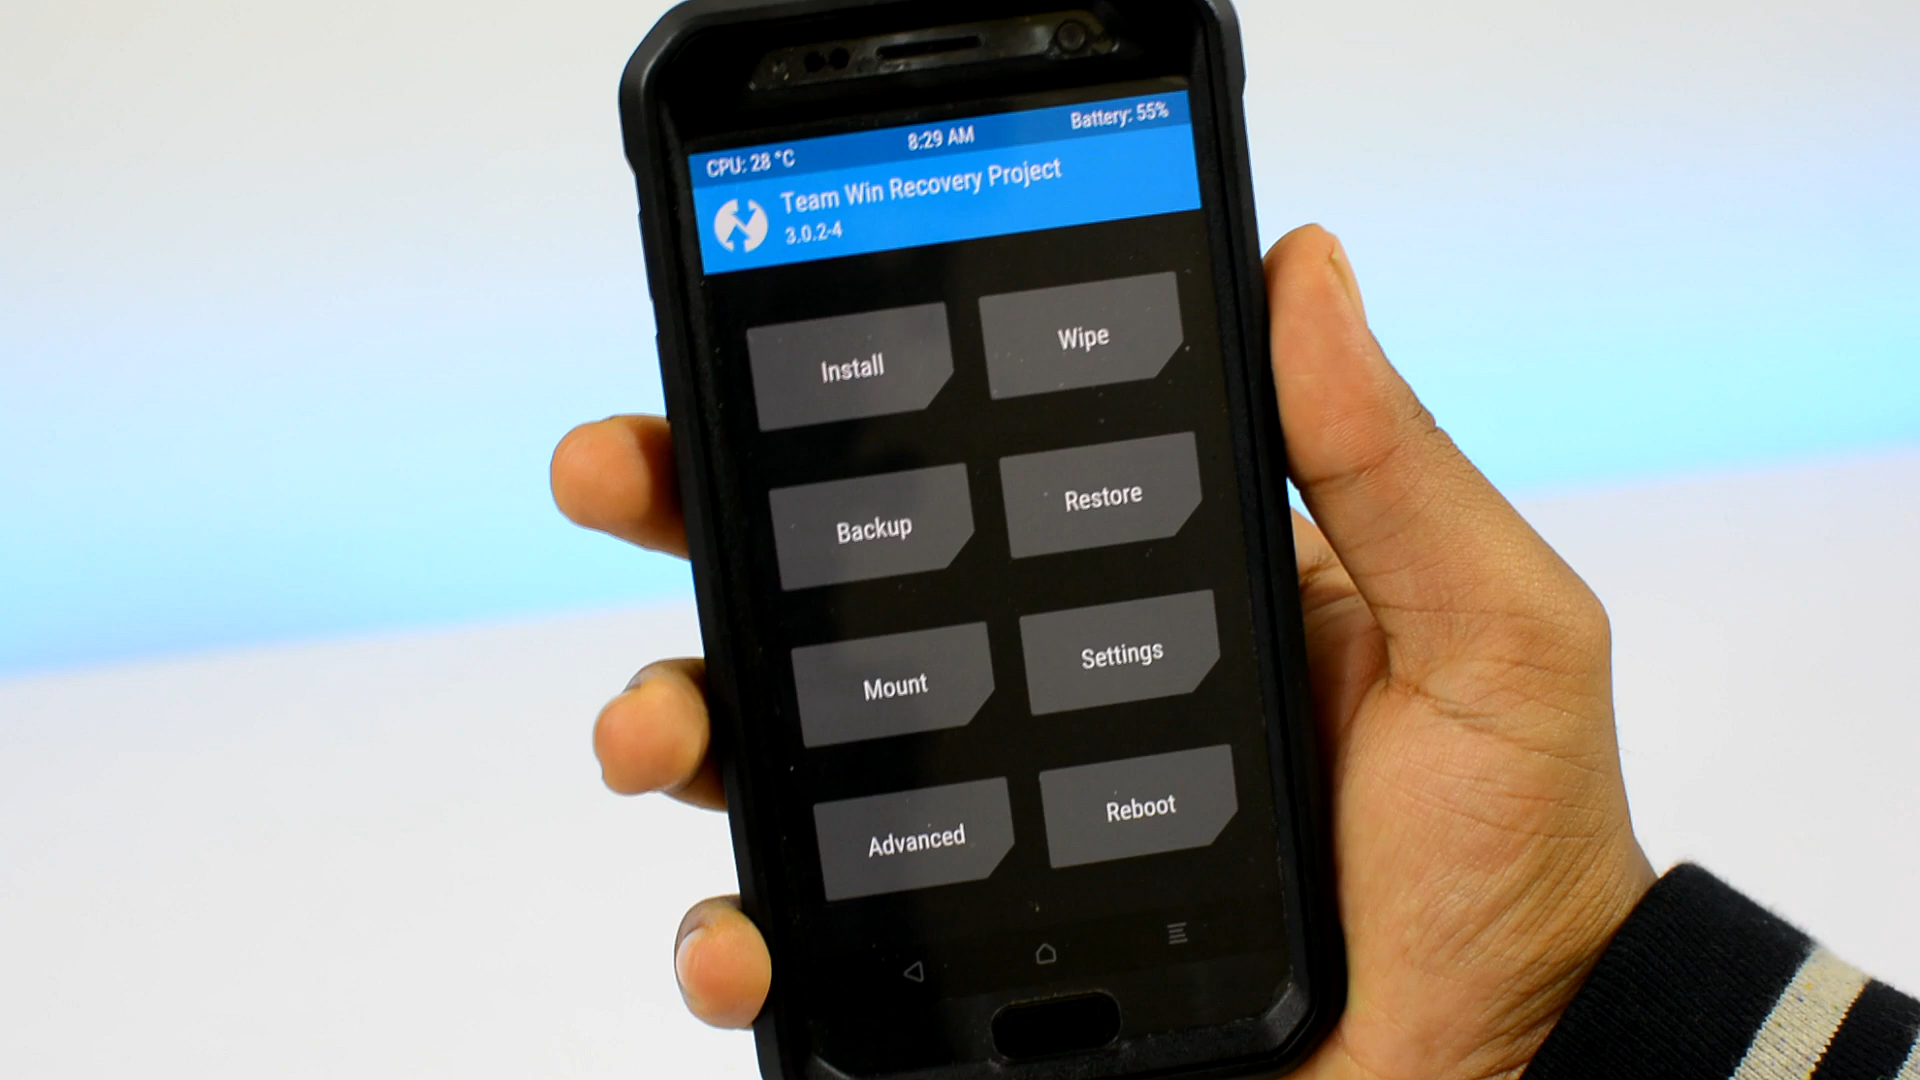 CPU: 28 °C 8:29 AM Battery: 55%
Team Win Recovery Project
3.0.2-4
Install Wipe
Backup Restore
Mount Settings
Advanced Reboot